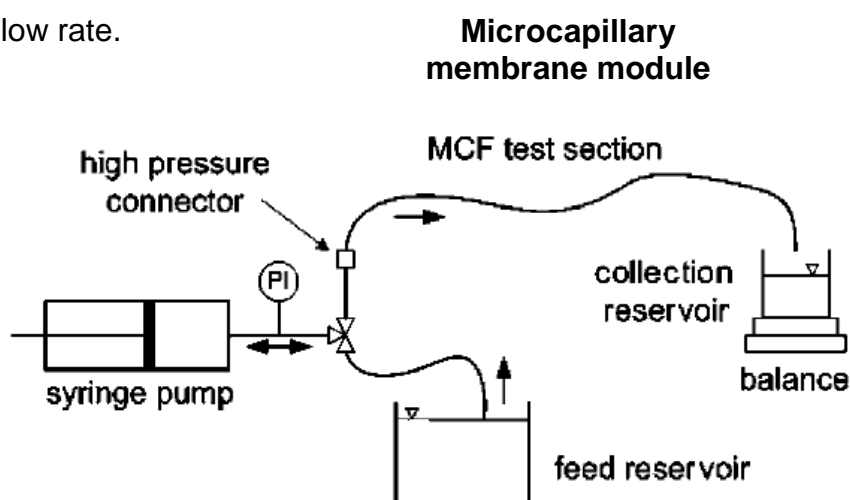 low rate.
Microcapillary
membrane module
MCF test section
high pressure
connector
PI
collection
reservoir
syringe pump
balance
feed reservoir